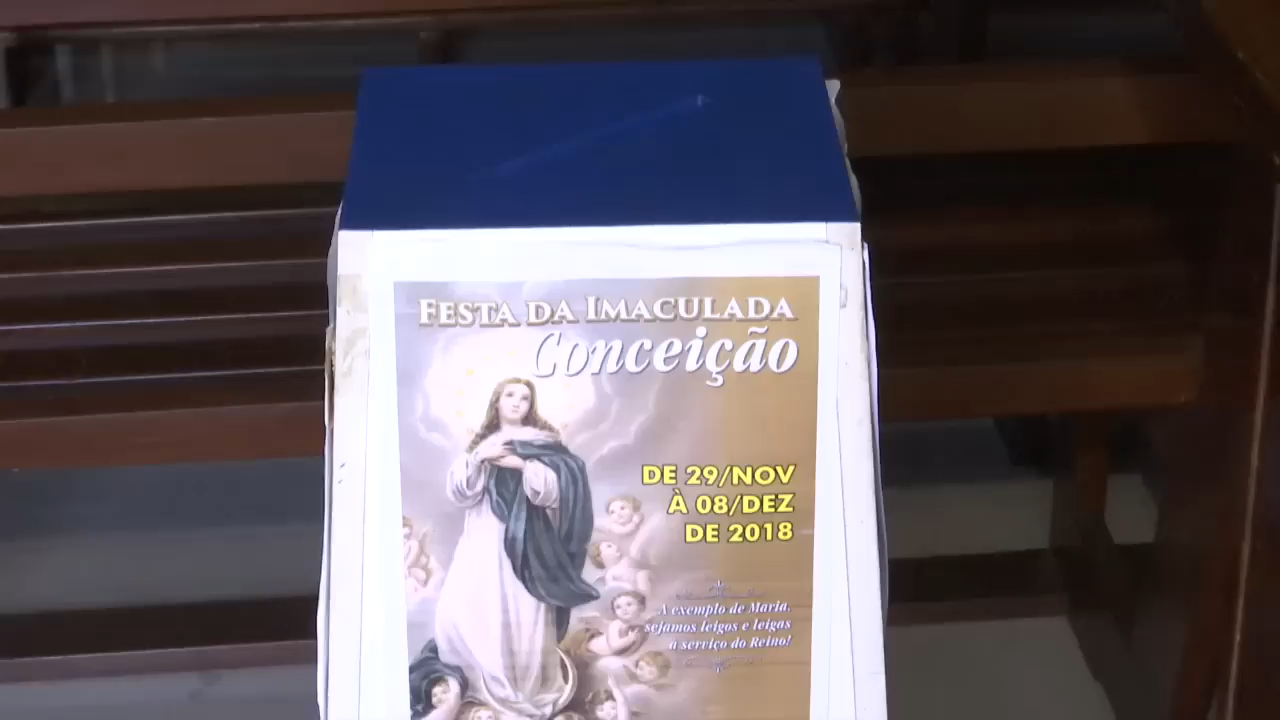 FESTA DA IMACULADA
Conceição
DE 29/NOV
À 08/DEZ
DE 2018
A exemplo de Maria,
sejamos leigos e leigas
a serviço do Reino!